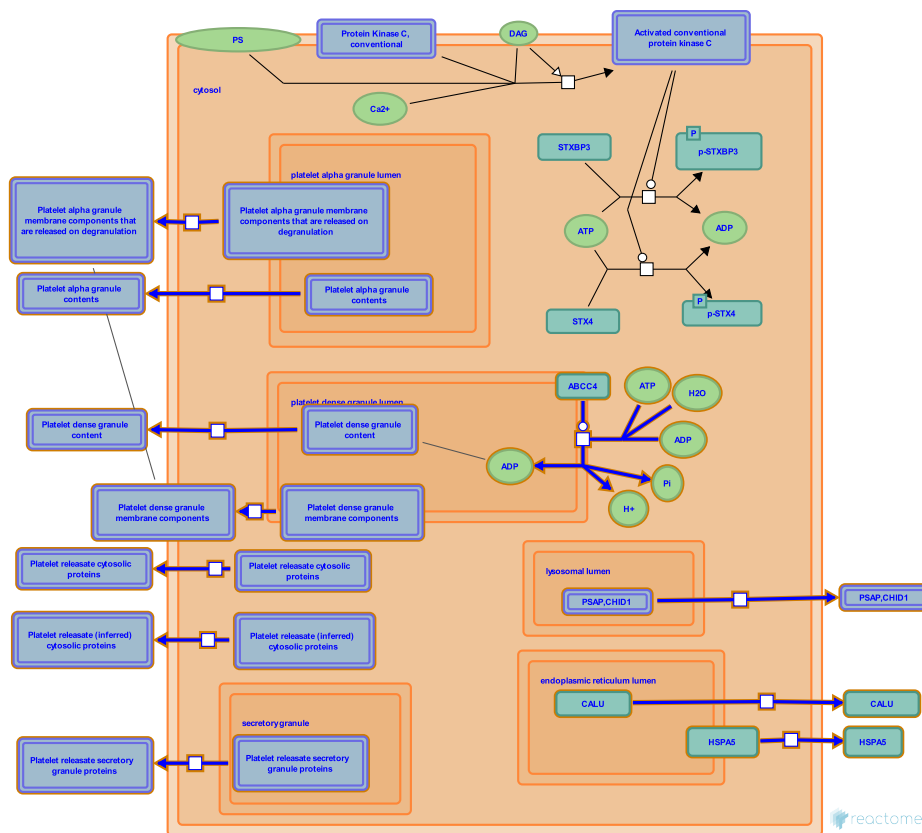 PS
Protein Kinase C,
conventional
DAG
Activated conventional
protein kinase C
cytosol
Ca2+
STXBP3
P
p-STXBP3
platelet alpha granule lumen
Platelet alpha granule
membrane components that
are released on degranulation
Platelet alpha granule membrane
components that are released on
degranulation
ATP
ADP
Platelet alpha granule
contents
Platelet alpha granule
contents
STX4
P
p-STX4
platelet dense granule lumen
ABCC4
ATP
H2O
Platelet dense granule
content
Platelet dense granule
content
ADP
ADP
Pi
H+
Platelet dense granule
membrane components
Platelet dense granule
membrane components
Platelet releasate cytosolic
proteins
Platelet releasate cytosolic
proteins
lysosomal lumen
PSAP,CHID1
PSAP,CHID1
Platelet releasate (inferred)
cytosolic proteins
Platelet releasate (inferred)
cytosolic proteins
endoplasmic reticulum lumen
CALU
CALU
HSPA5
HSPA5
secretory granule
Platelet releasate secretory
granule proteins
Platelet releasate secretory
granule proteins
reactome